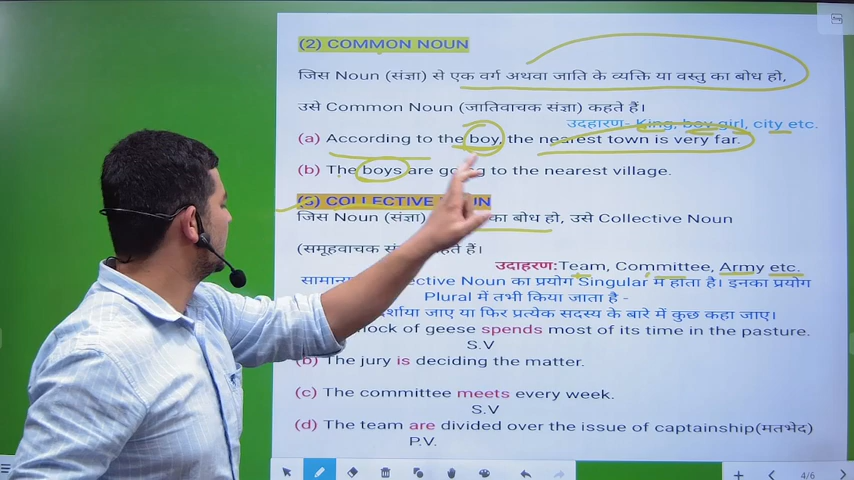 (2) COMMON NOUN
जिस Noun (संज्ञा) से एक वर्ग अथवा जाति के व्यक्ति या वस्तु का बोध हो,
उसे Common Noun (जातिवाचक संज्ञा) कहते हैं।
उदाहरण- King, boy girl, city etc.
(a) According to the boy, the nearest town is very far.
(b) The boys are going to the nearest village.
COLLECTIVE NOUN
जिस Noun (संज्ञा) का बोध हो, उसे Collective Noun
(समूहवाचक कहते हैं।
उदाहरण:Team, Committee, Army etc.
Noun का प्रयोग Singular में होता है। इनका प्रयोग
Plural में तभी किया जाता है -
जाए या फिर प्रत्येक सदस्य के बारे में कुछ कहा जाए।
of geese spends most of its time in the pasture.
S.V
(b) The jury is deciding the matter.
(c) The committee meets every week.
S.V
(d) The team are divided over the issue of captainship(मतभेद)
P.V.
4/6